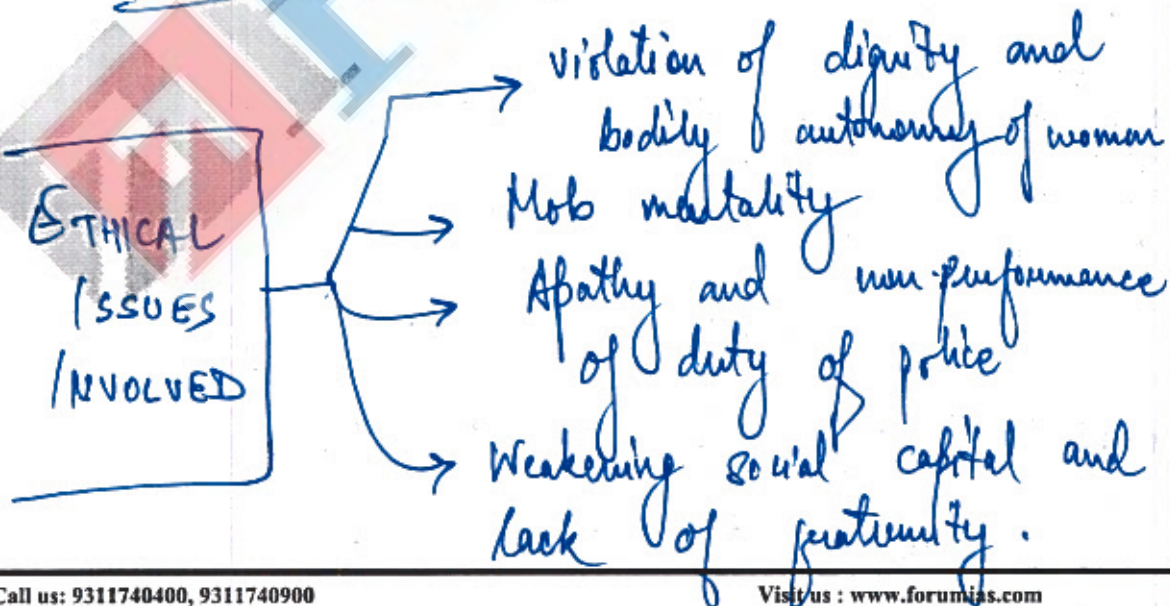 violation of dignity and
bodily autonomy of woman
ETHICAL
ISSUES
INVOLVED
Mob mentality
Apathy and non-performance
of duty of police
Weakening social capital and
lack of fraternity.
Call us: 9311740400, 9311740900
Visit us : www.forumias.com